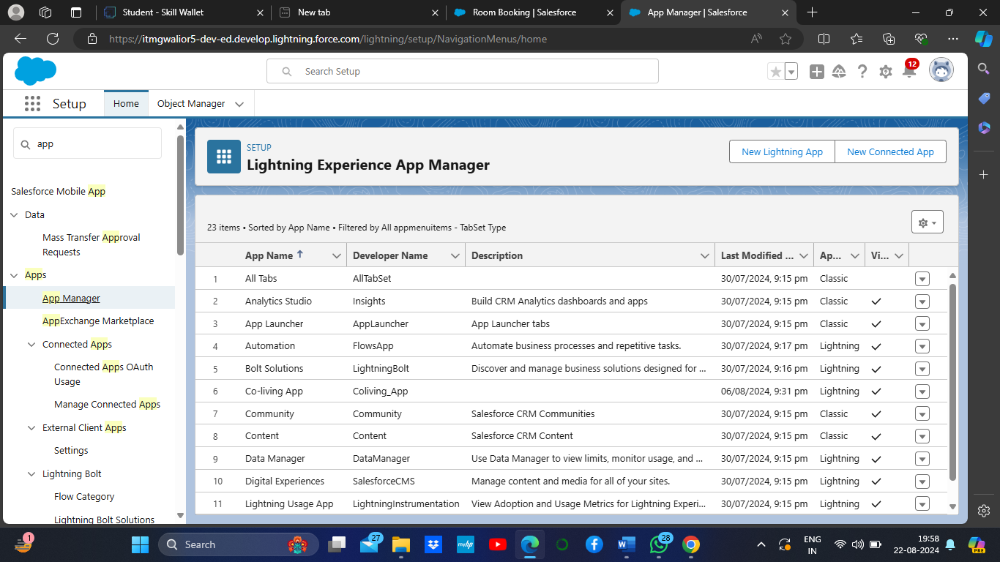 Student - Skill Wallet
New tab
Room Booking | Salesforce
App Manager | Salesforce
https://itmgwalior5-dev-ed.develop.lightning.force.com/lightning/setup/NavigationMenus/home
Search Setup
12
Setup
Home
Object Manager
app
Salesforce Mobile App
Data
Mass Transfer Approval
Requests
Apps
App Manager
AppExchange Marketplace
Connected Apps
Connected Apps OAuth
Usage
Manage Connected Apps
External Client Apps
Settings
Lightning Bolt
Flow Category
Lightning Bolt Solutions
SETUP
Lightning Experience App Manager
New Lightning App
New Connected App
23 items • Sorted by App Name • Filtered by All appmenuitems - TabSet Type
App Name ↑ Developer Name Description Last Modified ... Ap... Vi...
1 All Tabs AllTabSet 30/07/2024, 9:15 pm Classic
2 Analytics Studio Insights Build CRM Analytics dashboards and apps 30/07/2024, 9:15 pm Classic
3 App Launcher AppLauncher App Launcher tabs 30/07/2024, 9:15 pm Classic
4 Automation FlowsApp Automate business processes and repetitive tasks. 30/07/2024, 9:17 pm Lightning
5 Bolt Solutions LightningBolt Discover and manage business solutions designed for ... 30/07/2024, 9:16 pm Lightning
6 Co-living App Coliving_App 06/08/2024, 9:31 pm Lightning
7 Community Community Salesforce CRM Communities 30/07/2024, 9:15 pm Classic
8 Content Content Salesforce CRM Content 30/07/2024, 9:15 pm Classic
9 Data Manager DataManager Use Data Manager to view limits, monitor usage, and ... 30/07/2024, 9:15 pm Lightning
10 Digital Experiences SalesforceCMS Manage content and media for all of your sites. 30/07/2024, 9:15 pm Lightning
11 Lightning Usage App LightningInstrumentation View Adoption and Usage Metrics for Lightning Experi... 30/07/2024, 9:15 pm Lightning
1
Search
27
myhp
28
ENG
IN
19:58
22-08-2024
PRE